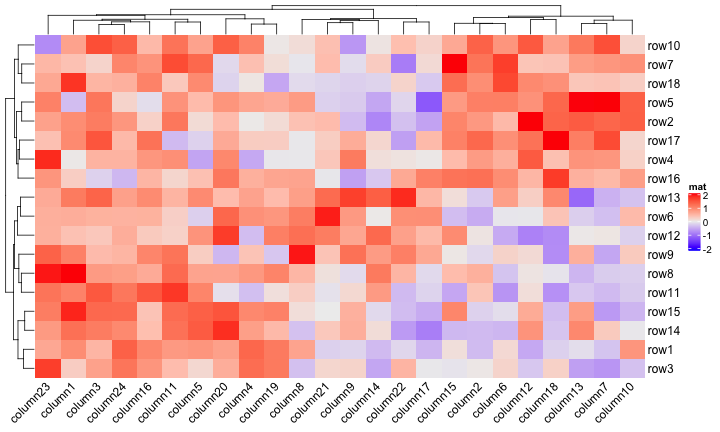 row10
row7
row18
row5
row2
row17
row4
row16
row13
row6
row12
row9
row8
row11
row15
row14
row1
row3
mat
2
1
0
-1
-2
column23
column1
column3
column24
column16
column11
column5
column20
column4
column19
column8
column21
column9
column14
column22
column17
column15
column2
column6
column12
column18
column13
column7
column10